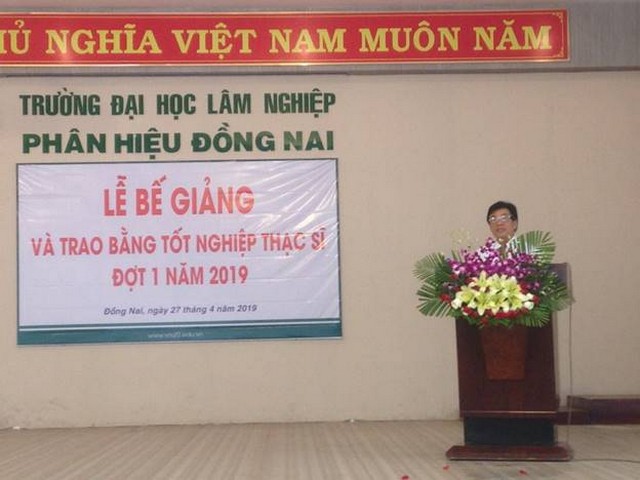 HỦ NGHĨA VIỆT NAM MUÔN NĂM
TRƯỜNG ĐẠI HỌC LÂM NGHIỆP
PHÂN HIỆU ĐỒNG NAI
LỄ BẾ GIẢNG
VÀ TRAO BẰNG TỐT NGHIỆP THẠC SĨ
ĐỢT 1 NĂM 2019
Đồng Nai, ngày 27 tháng 4 năm 2019